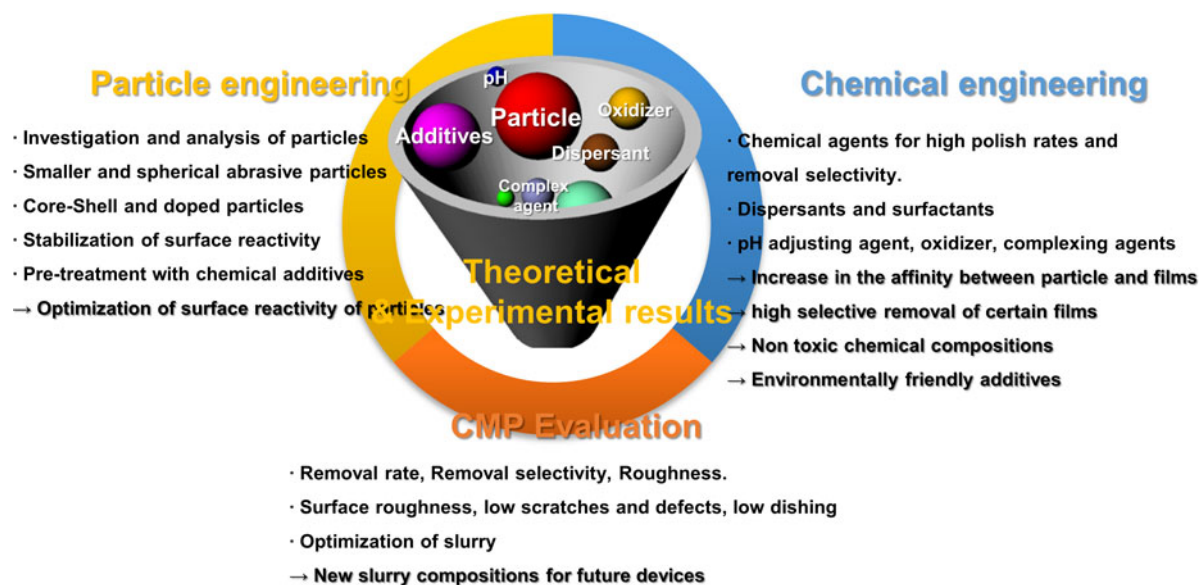 Particle engineering
· Investigation and analysis of particles
· Smaller and spherical abrasive particles
· Core-Shell and doped particles
· Stabilization of surface reactivity
· Pre-treatment with chemical additives
→ Optimization of surface reactivity of particles
pH
Particle
Additives
Oxidizer
Dispersant
Complex
agent
Theoretical
& Experimental results
Chemical engineering
· Chemical agents for high polish rates and
removal selectivity.
· Dispersants and surfactants
· pH adjusting agent, oxidizer, complexing agents
→ Increase in the affinity between particle and films
→ high selective removal of certain films
→ Non toxic chemical compositions
→ Environmentally friendly additives
CMP Evaluation
· Removal rate, Removal selectivity, Roughness.
· Surface roughness, low scratches and defects, low dishing
· Optimization of slurry
→ New slurry compositions for future devices